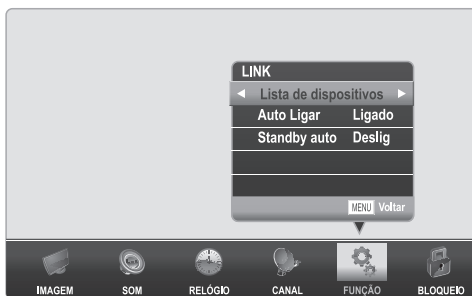 LINK
Lista de dispositivos
Auto Ligar Ligado
Standby auto Deslig
MENU Voltar
IMAGEM SOM RELÓGIO CANAL FUNÇÃO BLOQUEIO